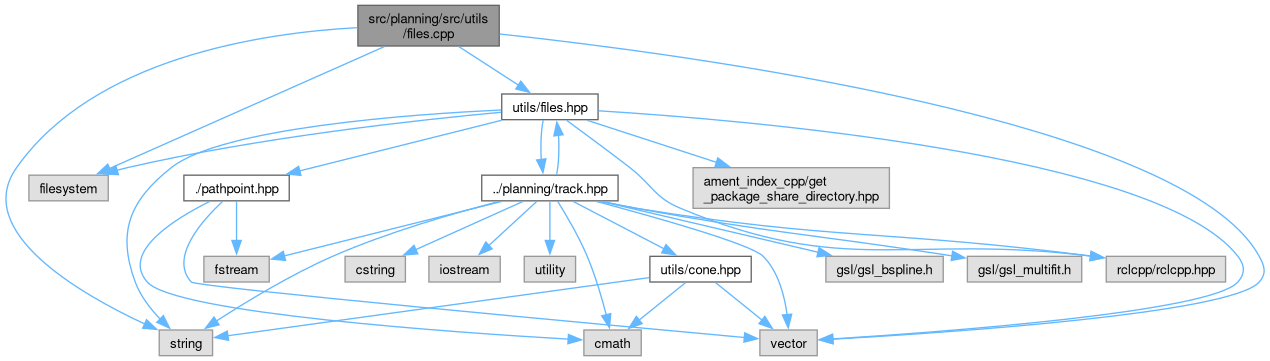 src/planning/src/utils
/files.cpp
utils/files.hpp
filesystem
./pathpoint.hpp
../planning/track.hpp
ament_index_cpp/get
_package_share_directory.hpp
fstream
cstring
iostream
utility
utils/cone.hpp
gsl/gsl_bspline.h
gsl/gsl_multifit.h
rclcpp/rclcpp.hpp
string
cmath
vector